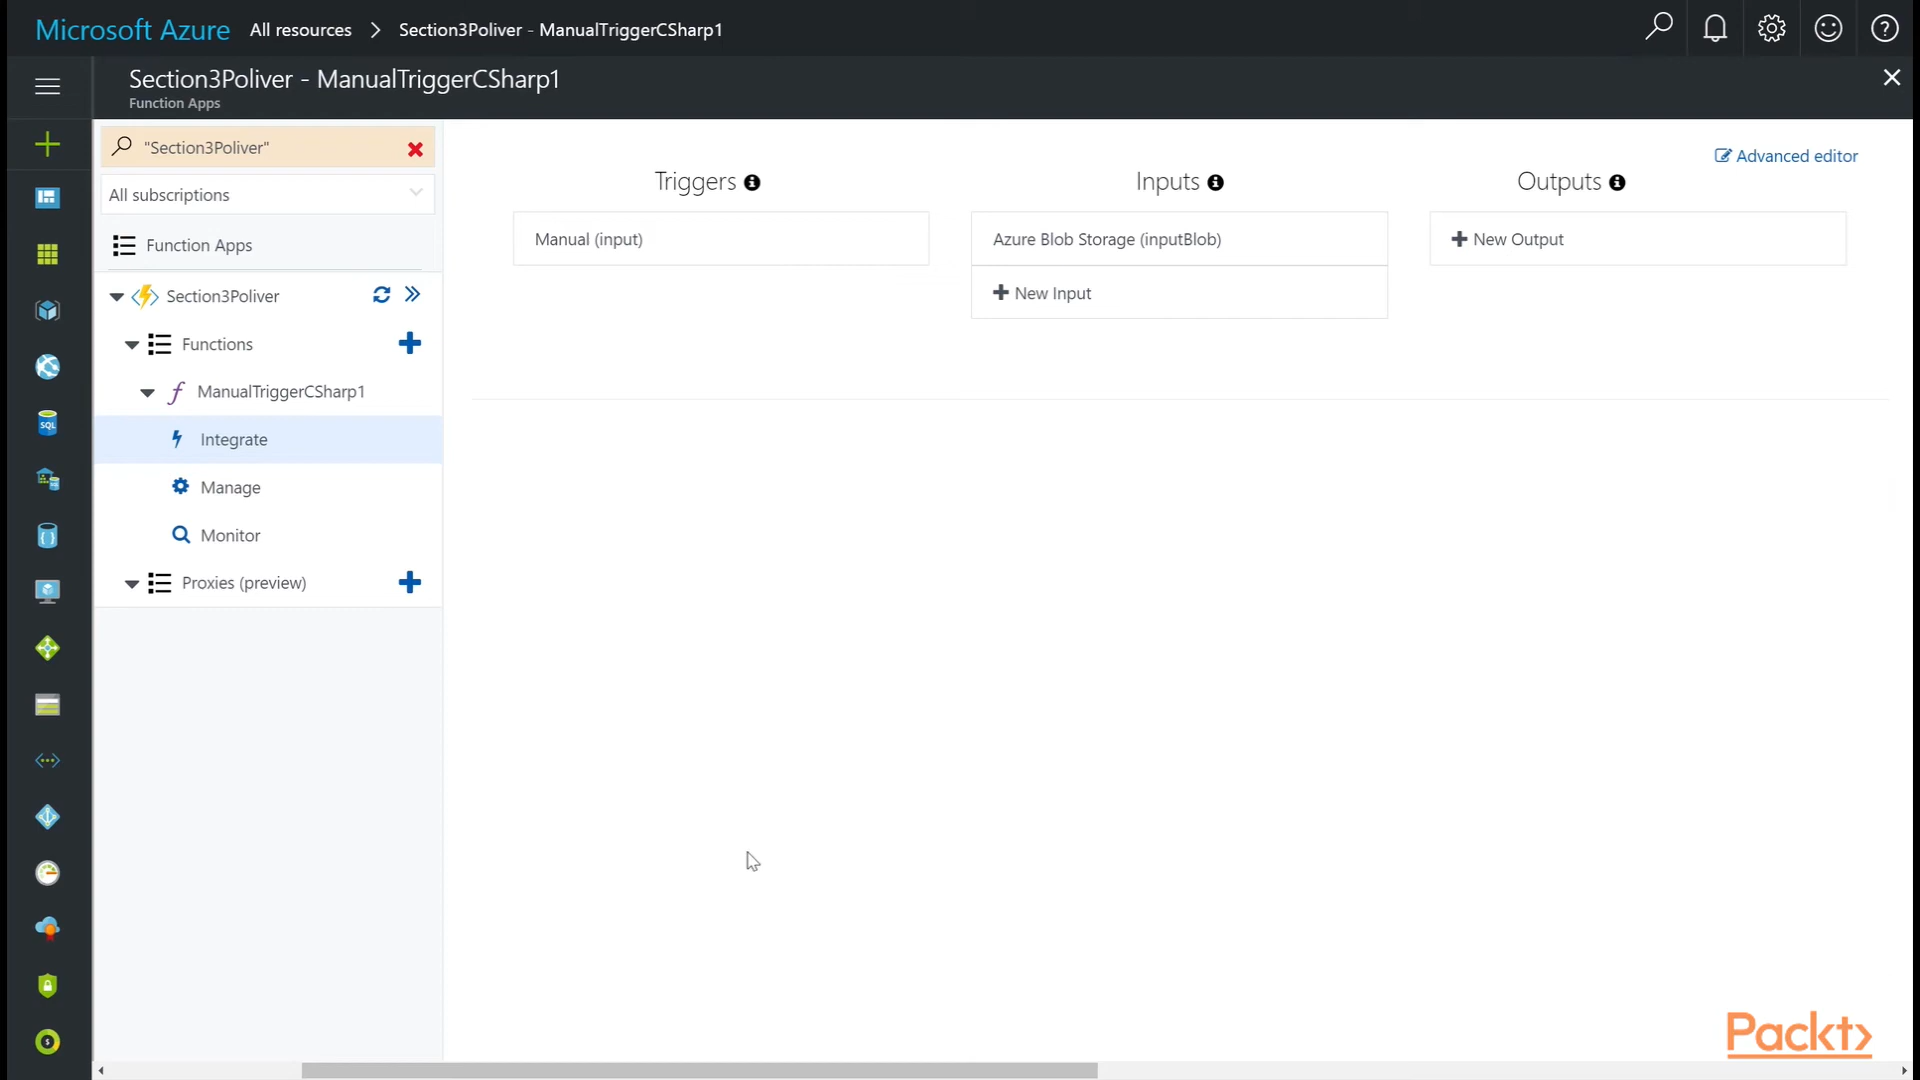 Microsoft Azure All resources > Section3Poliver - ManualTriggerCSharp1
Section3Poliver - ManualTriggerCSharp1
Function Apps
"Section3Poliver"
All subscriptions
Function Apps
Section3Poliver
Functions
ManualTriggerCSharp1
Integrate
Manage
Monitor
Proxies (preview)
Advanced editor
Triggers
Manual (input)
Inputs
Azure Blob Storage (inputBlob)
New Input
Outputs
New Output
SQL
Packt>